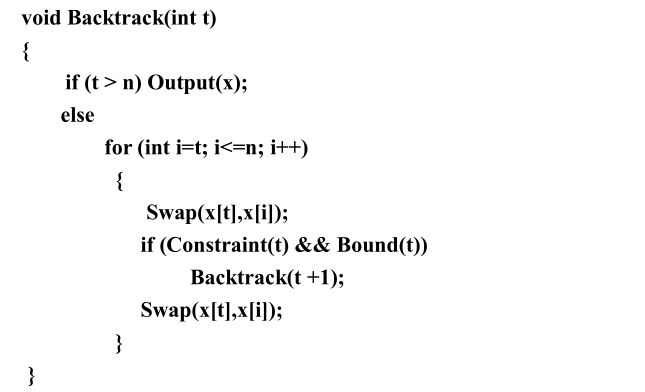 void Backtrack(int t)
{
if (t > n) Output(x);
else
for (int i=t; i<=n; i++)
{
Swap(x[t],x[i]);
if (Constraint(t) && Bound(t))
Backtrack(t +1);
Swap(x[t],x[i]);
}
}